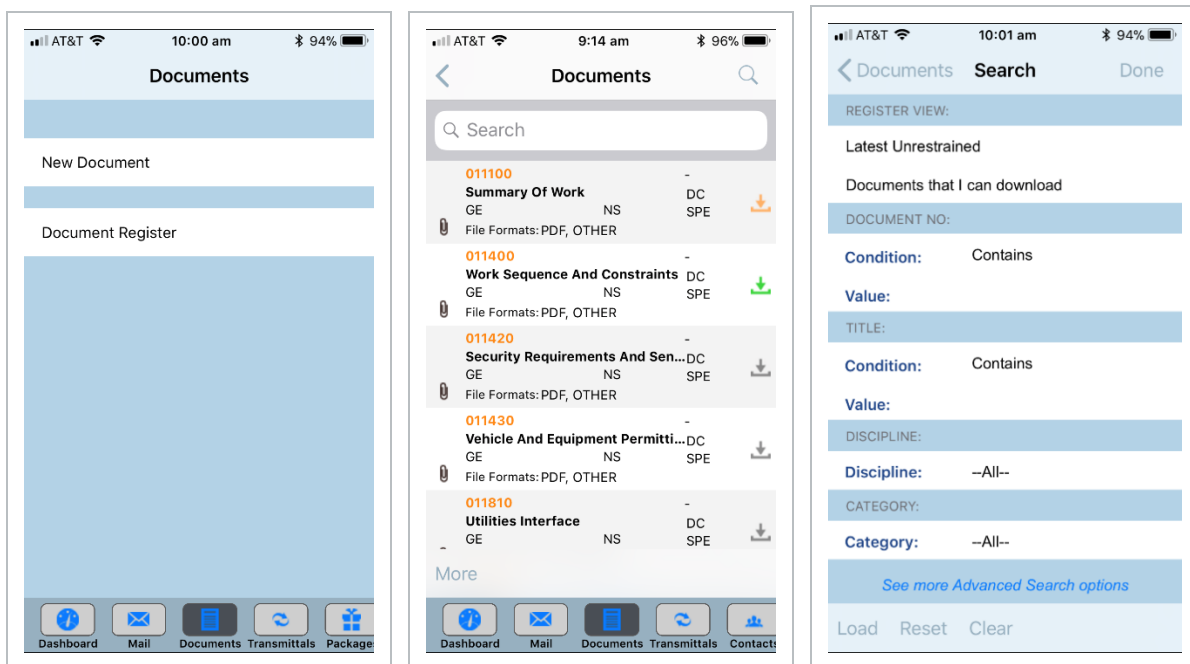 AT&T 10:00 am 94%
Documents
New Document
Document Register
Dashboard Mail Documents Transmittals Package
AT&T 9:14 am 96%
Documents
Search
011100 -
Summary Of Work DC
GE NS SPE
File Formats: PDF, OTHER
011400 -
Work Sequence And Constraints DC
GE NS SPE
File Formats: PDF, OTHER
011420 -
Security Requirements And Sen... DC
GE NS SPE
File Formats: PDF, OTHER
011430 -
Vehicle And Equipment Permitti... DC
GE NS SPE
File Formats: PDF, OTHER
011810 -
Utilities Interface DC
GE NS SPE
More
Dashboard Mail Documents Transmittals Contacts
AT&T 10:01 am 94%
Documents Search Done
REGISTER VIEW:
Latest Unrestrained
Documents that I can download
DOCUMENT NO:
Condition: Contains
Value:
TITLE:
Condition: Contains
Value:
DISCIPLINE:
Discipline: --All--
CATEGORY:
Category: --All--
See more Advanced Search options
Load Reset Clear